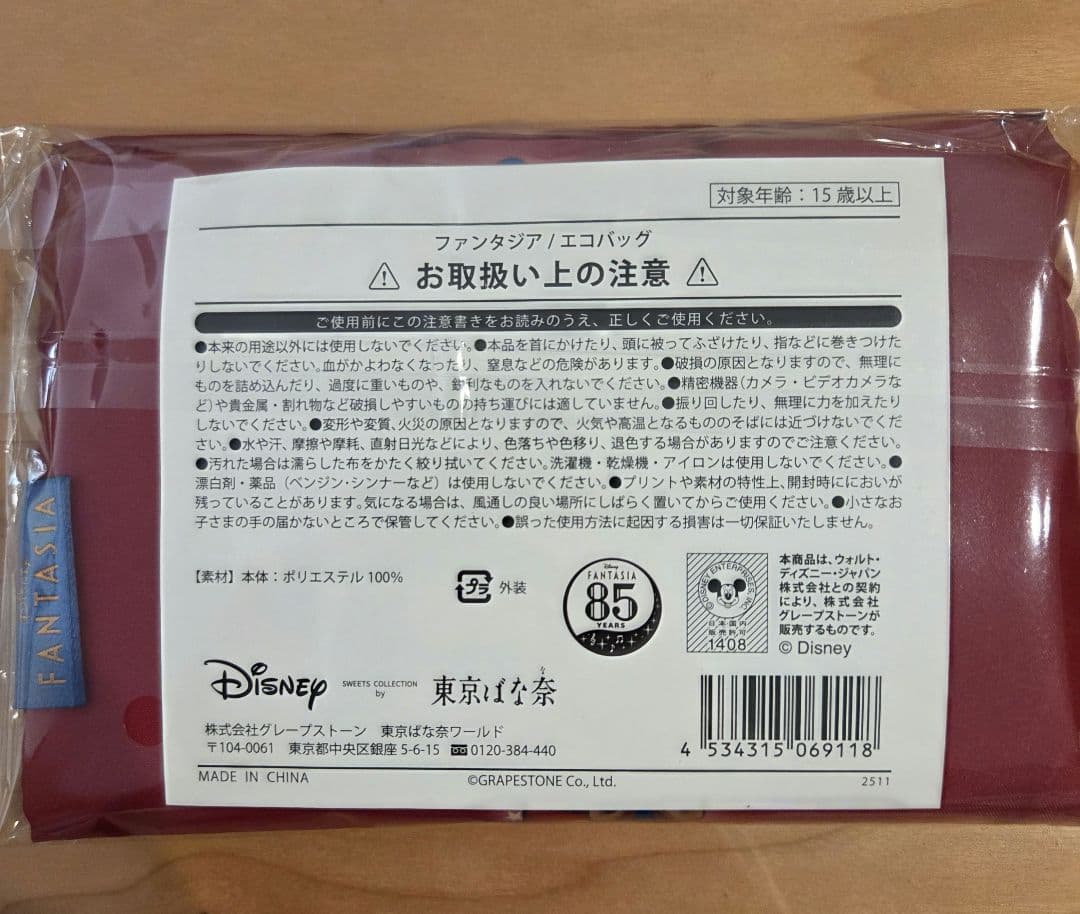 対象年齢：15 歳以上
ファンタジア / エコバッグ
お取扱い上の注意
ご使用前にこの注意書きをお読みのうえ、正しくご使用ください。
●本来の用途以外には使用しないでください。●本品を首にかけたり、頭に被ってふざけたり、指などに巻きつけた
りしないでください。血がかよわなくなったり、窒息などの危険があります。●破損の原因となりますので、無理に
ものを詰め込んだり、過度に重いものや、鋭利なものを入れないでください。●精密機器（カメラ・ビデオカメラな
ど）や貴金属・割れ物など破損しやすいものの持ち運びには適していません。●振り回したり、無理に力を加えたり
しないでください。●変形や変質、火災の原因となりますので、火気や高温となるもののそばには近づけないでくだ
さい。●水や汗、摩擦や摩耗、直射日光などにより、色落ちや色移り、退色する場合がありますのでご注意ください。
●汚れた場合は濡らした布をかたく絞り拭いてください。洗濯機・乾燥機・アイロンは使用しないでください。●
漂白剤・薬品（ベンジン・シンナーなど）は使用しないでください。●プリントや素材の特性上、開封時ににおいが
残っていることがあります。気になる場合は、風通しの良い場所にしばらく置いてからご使用ください。●小さなお
子さまの手の届かないところで保管してください。●誤った使用方法に起因する損害は一切保証いたしません。
【素材】本体：ポリエステル 100%
プラ 外装
Disney
FANTASIA
85
YEARS
DISNEY ENTERPRISES, INC
日本国内
販売許可
1408
本商品は、ウォルト・
ディズニー・ジャパン
株式会社との契約
により、株式会社
グレープストーンが
販売するものです。
© Disney
Disney SWEETS COLLECTION by 東京ばな奈
な
株式会社グレープストーン 東京ばな奈ワールド
〒104-0061 東京都中央区銀座 5-6-15 0120-384-440
4 534315 069118
MADE IN CHINA ©GRAPESTONE Co., Ltd. 2511
FANTASIA